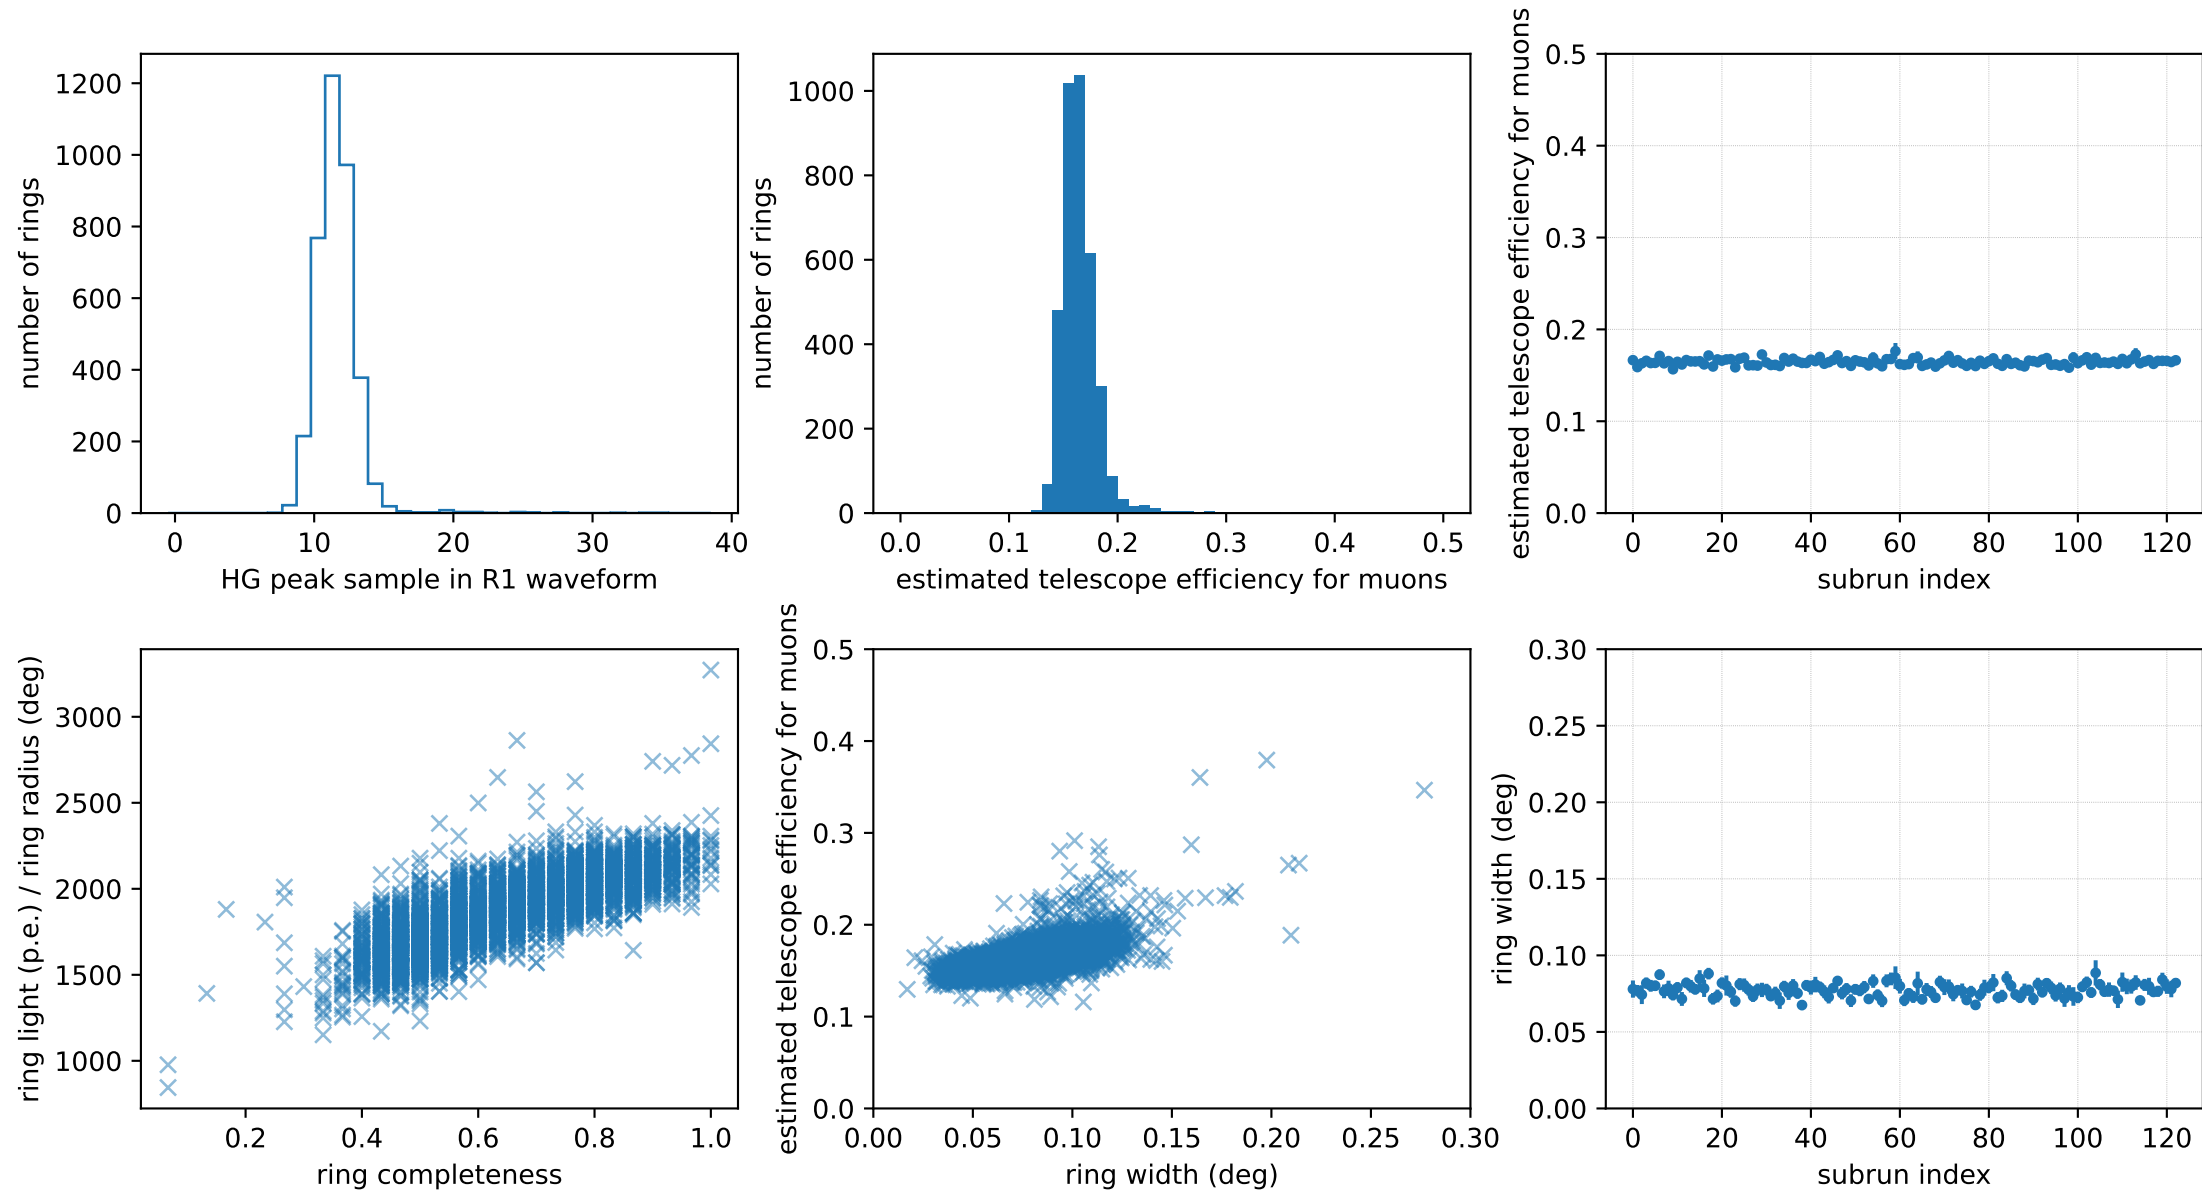 number of rings
1200
1000
800
600
400
200
0
0 10 20 30 40
HG peak sample in R1 waveform
number of rings
1000
800
600
400
200
0
0.0 0.1 0.2 0.3 0.4 0.5
estimated telescope efficiency for muons
estimated telescope efficiency for muons
0.5
0.4
0.3
0.2
0.1
0.0
0 20 40 60 80 100 120
subrun index
ring light (p.e.) / ring radius (deg)
3000
2500
2000
1500
1000
0.2 0.4 0.6 0.8 1.0
ring completeness
estimated telescope efficiency for muons
0.5
0.4
0.3
0.2
0.1
0.0
0.00 0.05 0.10 0.15 0.20 0.25 0.30
ring width (deg)
ring width (deg)
0.30
0.25
0.20
0.15
0.10
0.05
0.00
0 20 40 60 80 100 120
subrun index